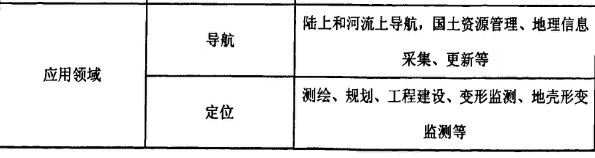 应用领域
导航
陆上和河流上导航，国土资源管理、地理信息
采集、更新等
定位
测绘、规划、工程建设、变形监测、地壳形变
监测等